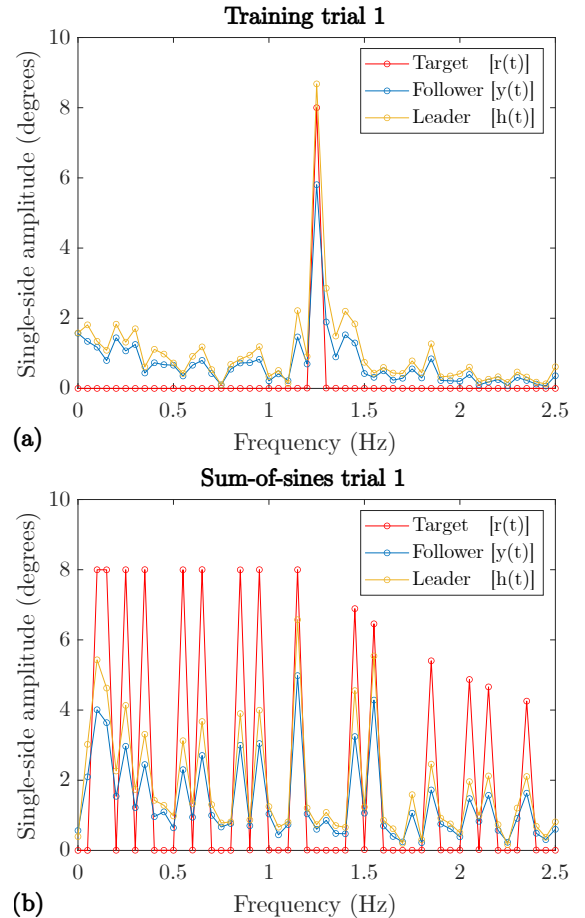 Training trial 1
10
8
6
4
2
0
Single-side amplitude (degrees)
Target [r(t)]
Follower [y(t)]
Leader [h(t)]
0 0.5 1 1.5 2 2.5
Frequency (Hz)
(a)
Sum-of-sines trial 1
10
8
6
4
2
0
Single-side amplitude (degrees)
Target [r(t)]
Follower [y(t)]
Leader [h(t)]
0 0.5 1 1.5 2 2.5
Frequency (Hz)
(b)